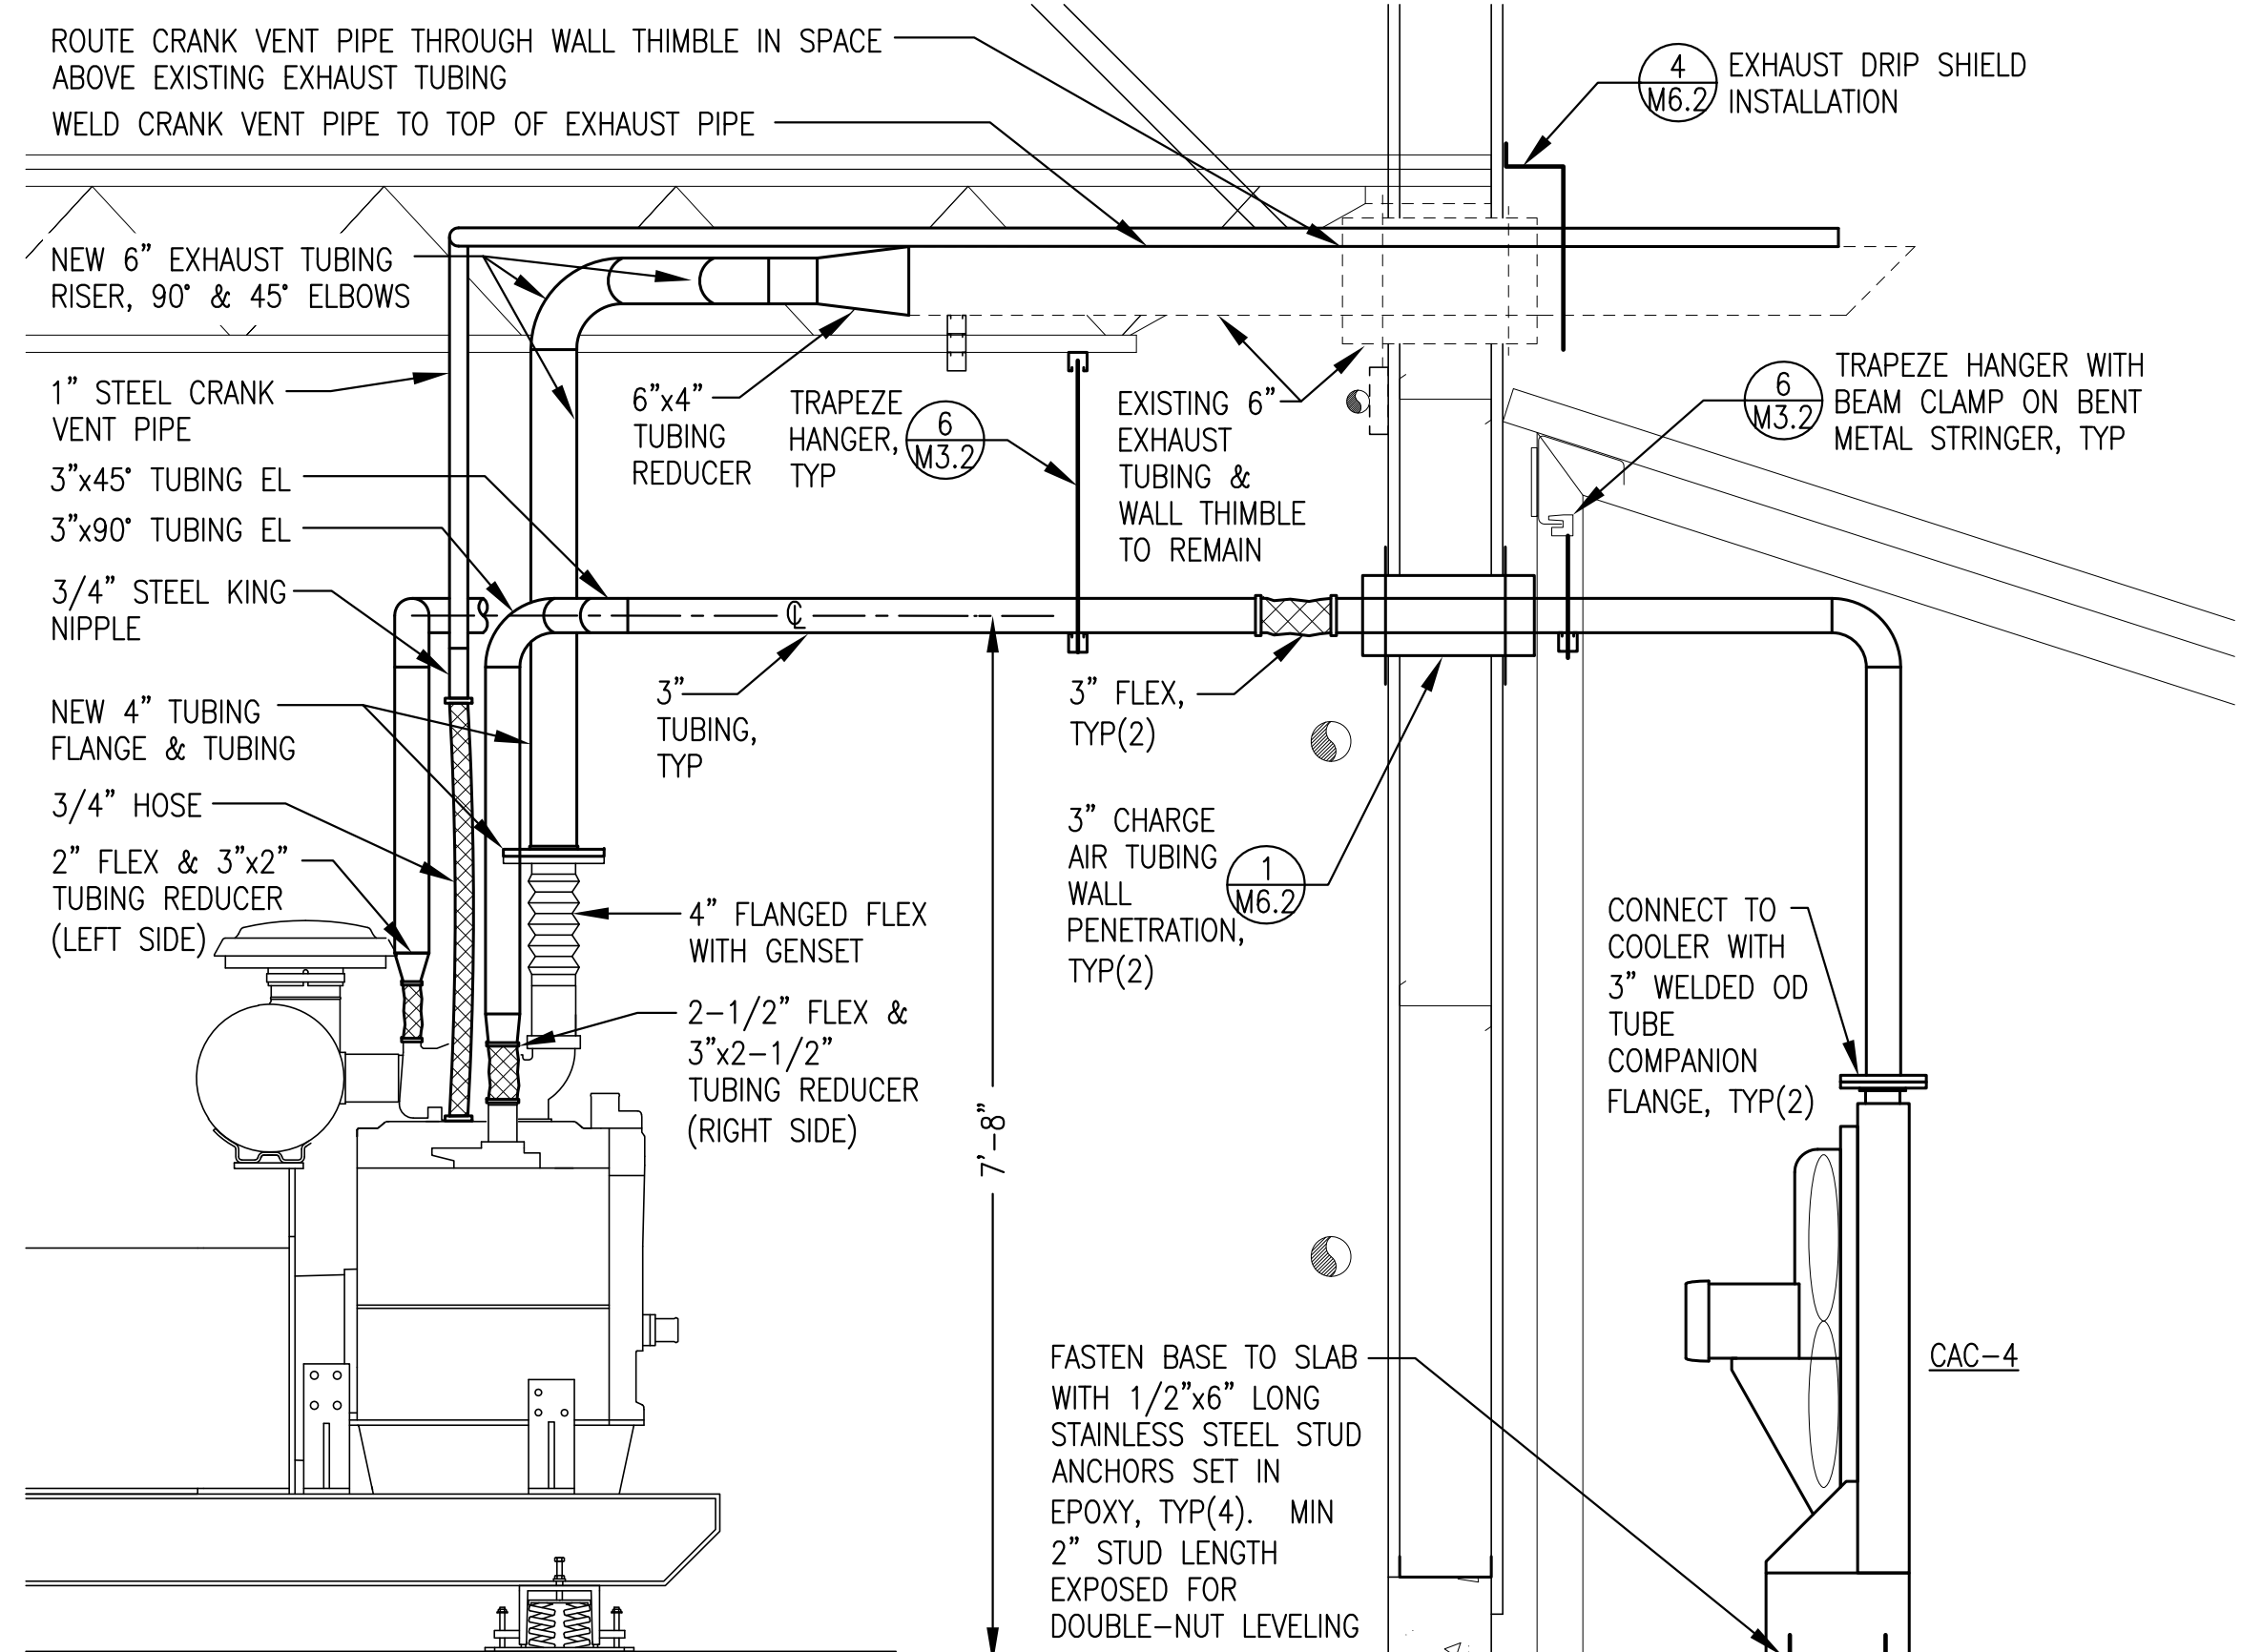 ROUTE CRANK VENT PIPE THROUGH WALL THIMBLE IN SPACE
ABOVE EXISTING EXHAUST TUBING
WELD CRANK VENT PIPE TO TOP OF EXHAUST PIPE
4
M6.2
EXHAUST DRIP SHIELD
INSTALLATION
NEW 6" EXHAUST TUBING
RISER, 90° & 45° ELBOWS
1" STEEL CRANK
VENT PIPE
3"x45° TUBING EL
3"x90° TUBING EL
3/4" STEEL KING
NIPPLE
NEW 4" TUBING
FLANGE & TUBING
3/4" HOSE
2" FLEX & 3"x2"
TUBING REDUCER
(LEFT SIDE)
6"x4"
TUBING
REDUCER
TRAPEZE
HANGER,
TYP
6
M3.2
EXISTING 6"
EXHAUST
TUBING &
WALL THIMBLE
TO REMAIN
6
M3.2
TRAPEZE HANGER WITH
BEAM CLAMP ON BENT
METAL STRINGER, TYP
℄
3"
TUBING,
TYP
3" FLEX,
TYP(2)
3" CHARGE
AIR TUBING
WALL
PENETRATION,
TYP(2)
1
M6.2
4" FLANGED FLEX
WITH GENSET
2-1/2" FLEX &
3"x2-1/2"
TUBING REDUCER
(RIGHT SIDE)
7'-8"
CONNECT TO
COOLER WITH
3" WELDED OD
TUBE
COMPANION
FLANGE, TYP(2)
CAC-4
FASTEN BASE TO SLAB
WITH 1/2"x6" LONG
STAINLESS STEEL STUD
ANCHORS SET IN
EPOXY, TYP(4). MIN
2" STUD LENGTH
EXPOSED FOR
DOUBLE-NUT LEVELING